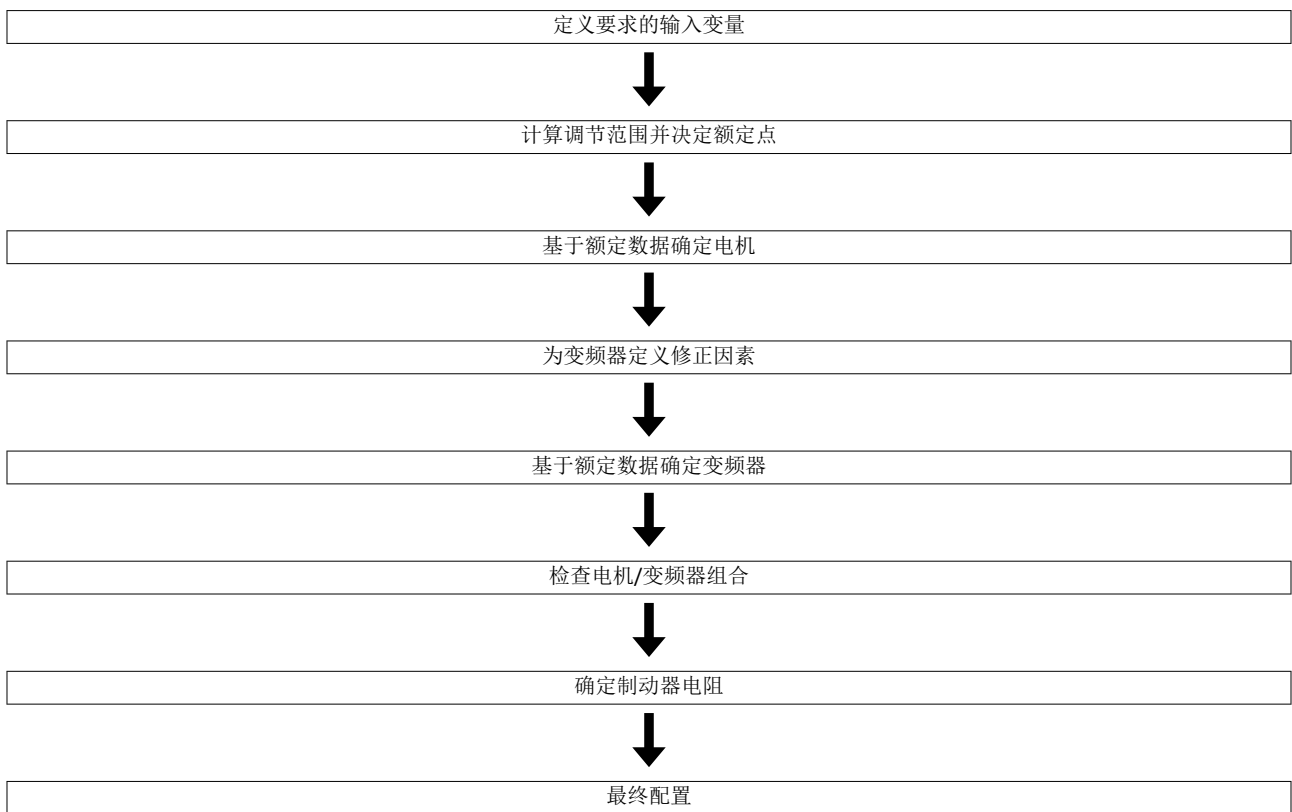 定义要求的输入变量
计算调节范围并决定额定点
基于额定数据确定电机
为变频器定义修正因素
基于额定数据确定变频器
检查电机/变频器组合
确定制动器电阻
最终配置